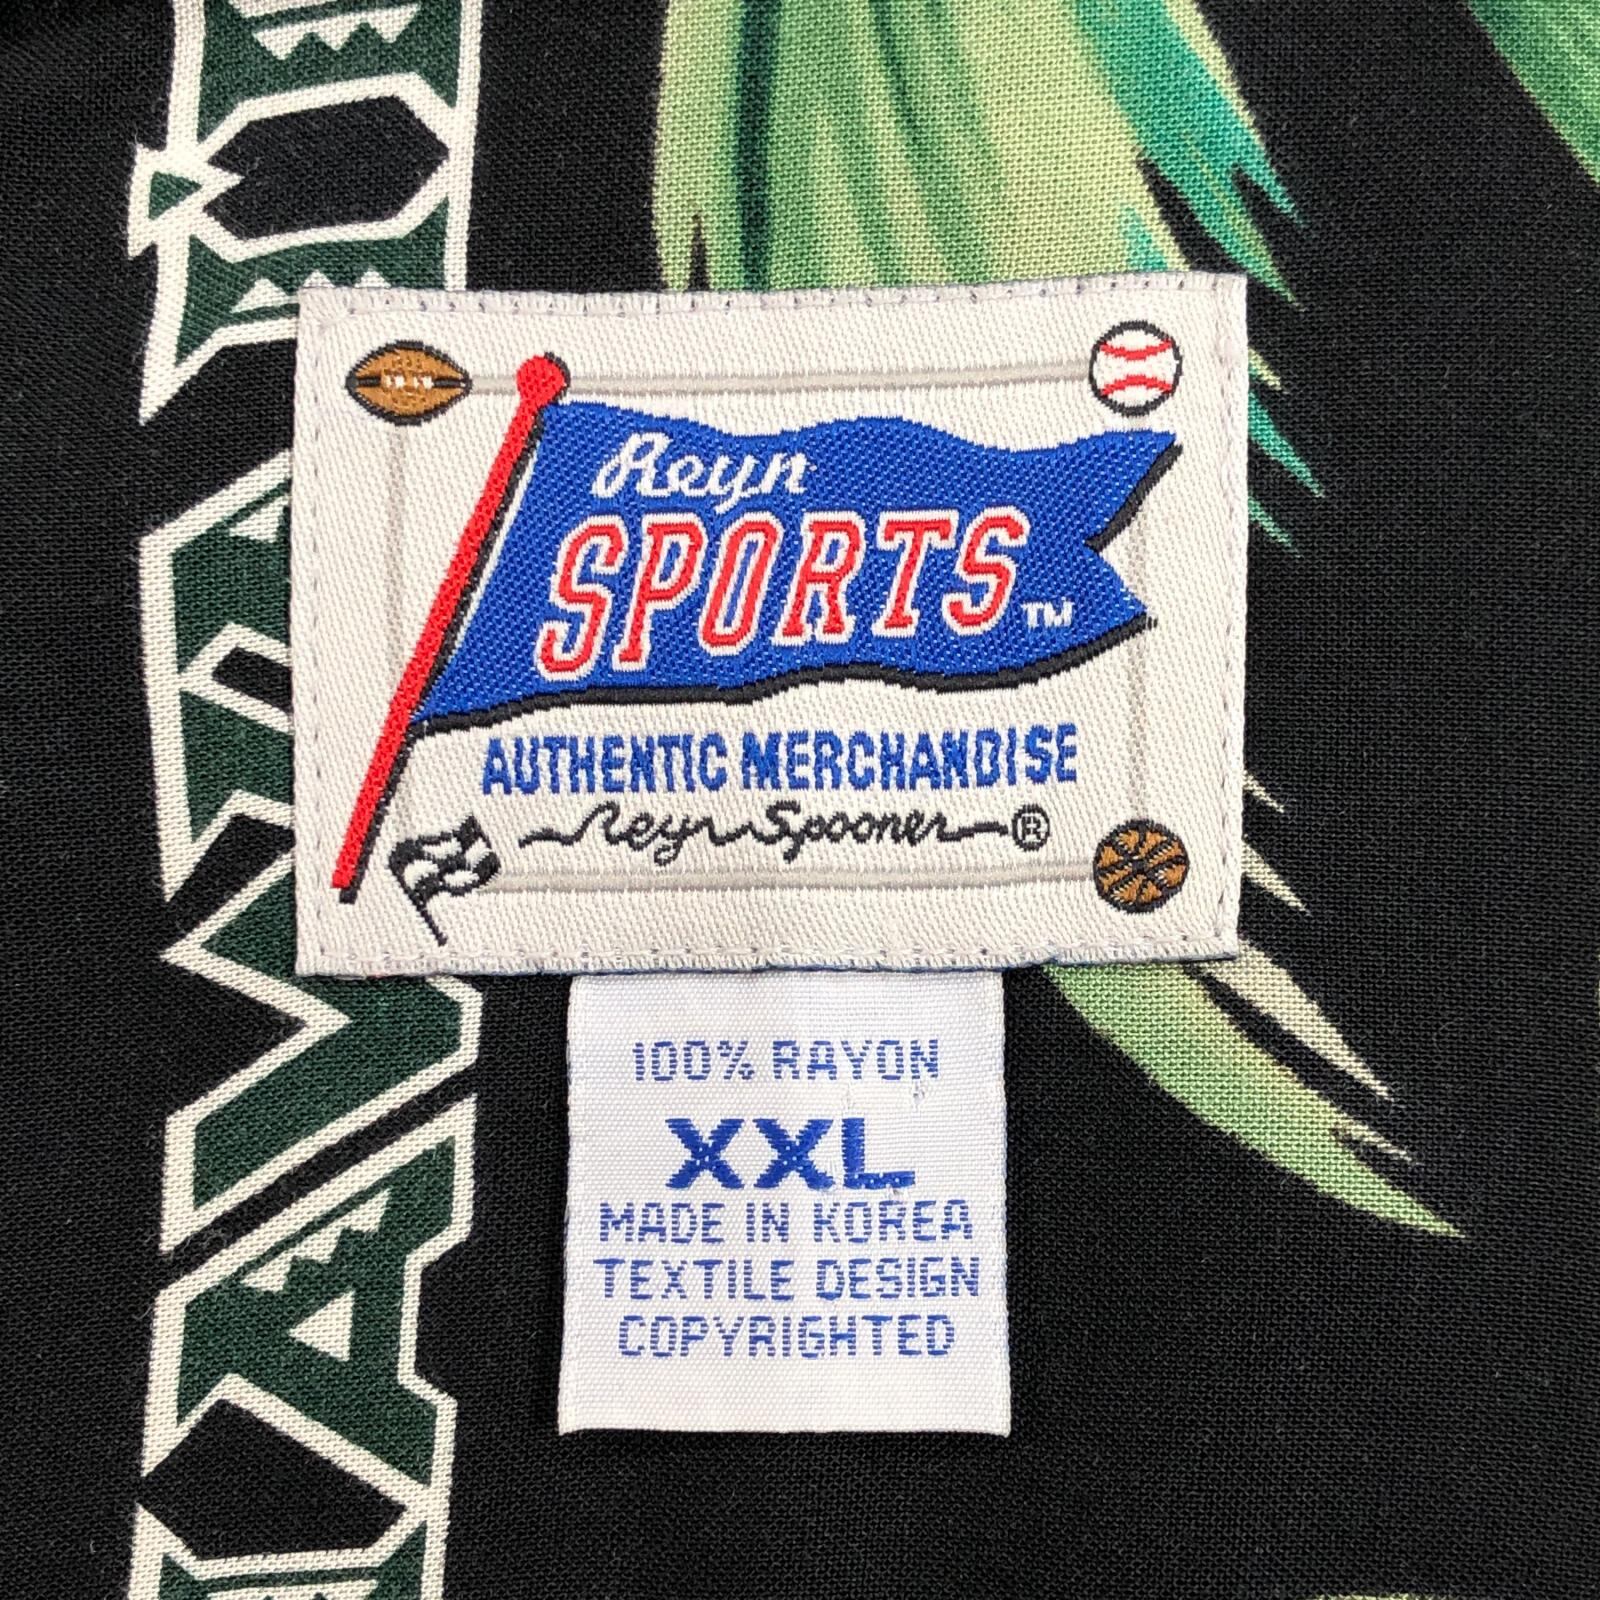 Reyn
SPORTS™
AUTHENTIC MERCHANDISE
Reyn Spooner®
100% RAYON
XXL
MADE IN KOREA
TEXTILE DESIGN
COPYRIGHTED